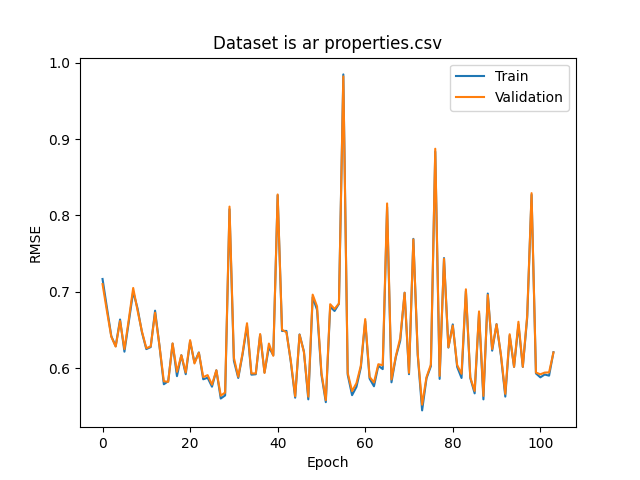 Dataset is ar properties.csv
Train
Validation
1.0
0.9
0.8
0.7
0.6
RMSE
0
20
40
60
80
100
Epoch